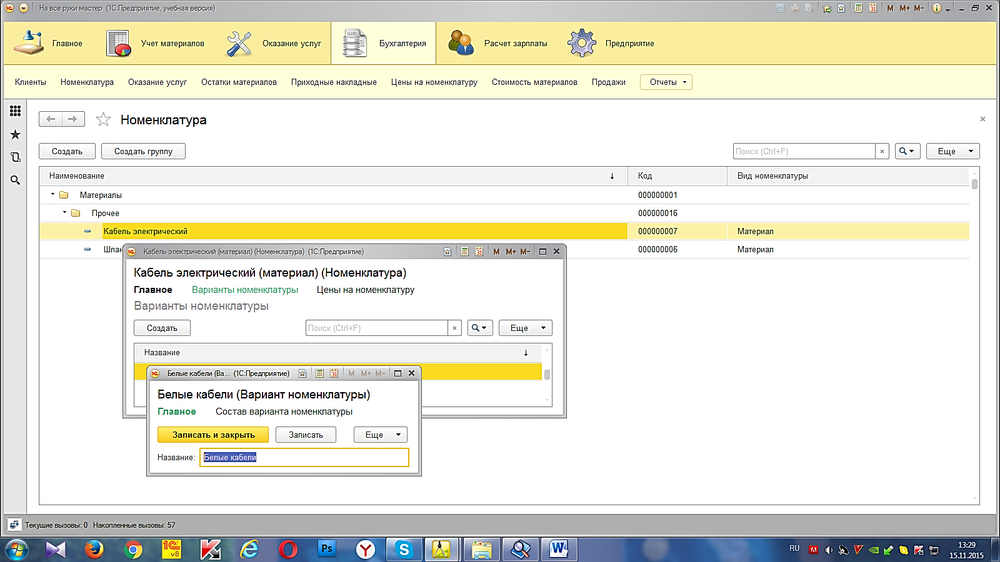 На все руки мастер (1С:Предприятие, учебная версия)
31 M M+ M-
Главное Учет материалов Оказание услуг Бухгалтерия Расчет зарплаты Предприятие
Клиенты Номенклатура Оказание услуг Остатки материалов Приходные накладные Цены на номенклатуру Стоимость материалов Продажи Отчеты
Номенклатура
Создать Создать группу Поиск (Ctrl+F) Еще
Наименование Код Вид номенклатуры
Материалы 000000001
Прочее 000000016
Кабель электрический 000000007 Материал
Шлан 000000006 Материал
Кабель электрический (материал) (Номенклатура) (1С:Предприятие) 31 M M+ M-
Кабель электрический (материал) (Номенклатура)
Главное Варианты номенклатуры Цены на номенклатуру
Варианты номенклатуры
Создать Поиск (Ctrl+F) Еще
Название
Белые кабели (Ва... (1С:Предприятие) 31 M M+ M-
Белые кабели (Вариант номенклатуры)
Главное Состав варианта номенклатуры
Записать и закрыть Записать Еще
Название: Белые кабели
Текущие вызовы: 0 Накопленные вызовы: 57
RU 13:29
15.11.2015